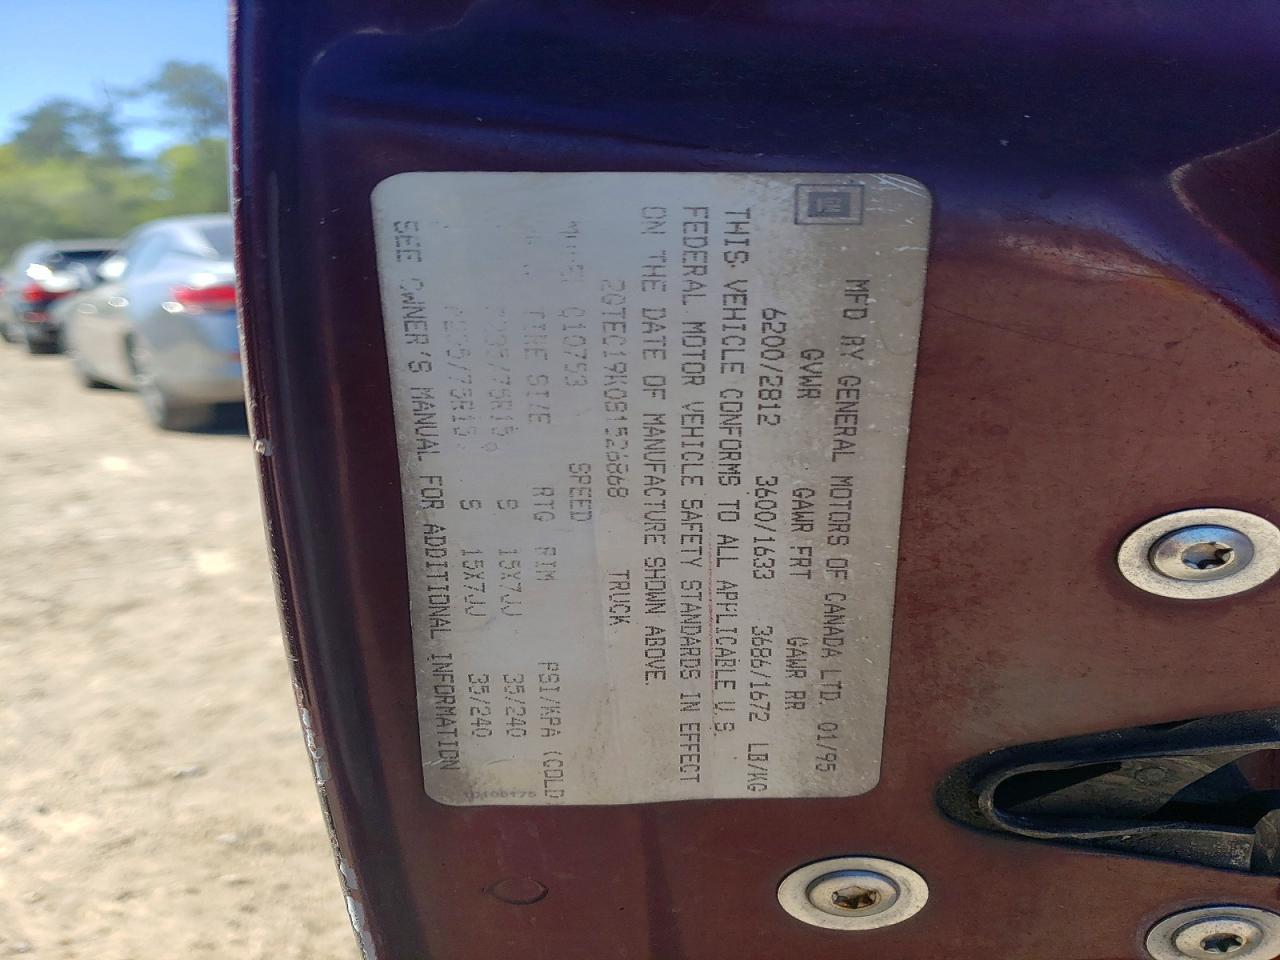 GM
MFD BY GENERAL MOTORS OF CANADA LTD. 01/95
GVWR GAWR FRT GAWR RR
6200/2812 3600/1633 3686/1672 LB/KG
THIS VEHICLE CONFORMS TO ALL APPLICABLE U.S.
FEDERAL MOTOR VEHICLE SAFETY STANDARDS IN EFFECT
ON THE DATE OF MANUFACTURE SHOWN ABOVE.
TRUCK
MODEL C10753 SPEED
TIRE SIZE RTG RIM PSI/KPA (COLD
S 15X7JJ 35/240
S 15X7JJ 35/240
SEE OWNER'S MANUAL FOR ADDITIONAL INFORMATION